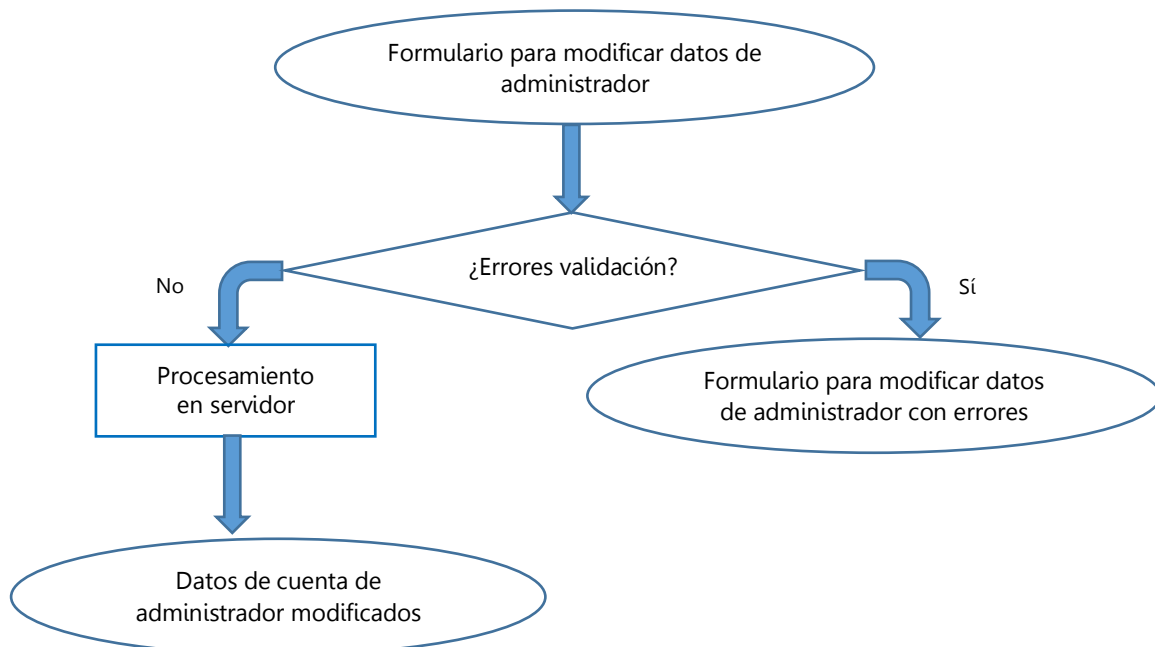 Formulario para modificar datos de
administrador
¿Errores validación?
No
Sí
Procesamiento
en servidor
Formulario para modificar datos
de administrador con errores
Datos de cuenta de
administrador modificados